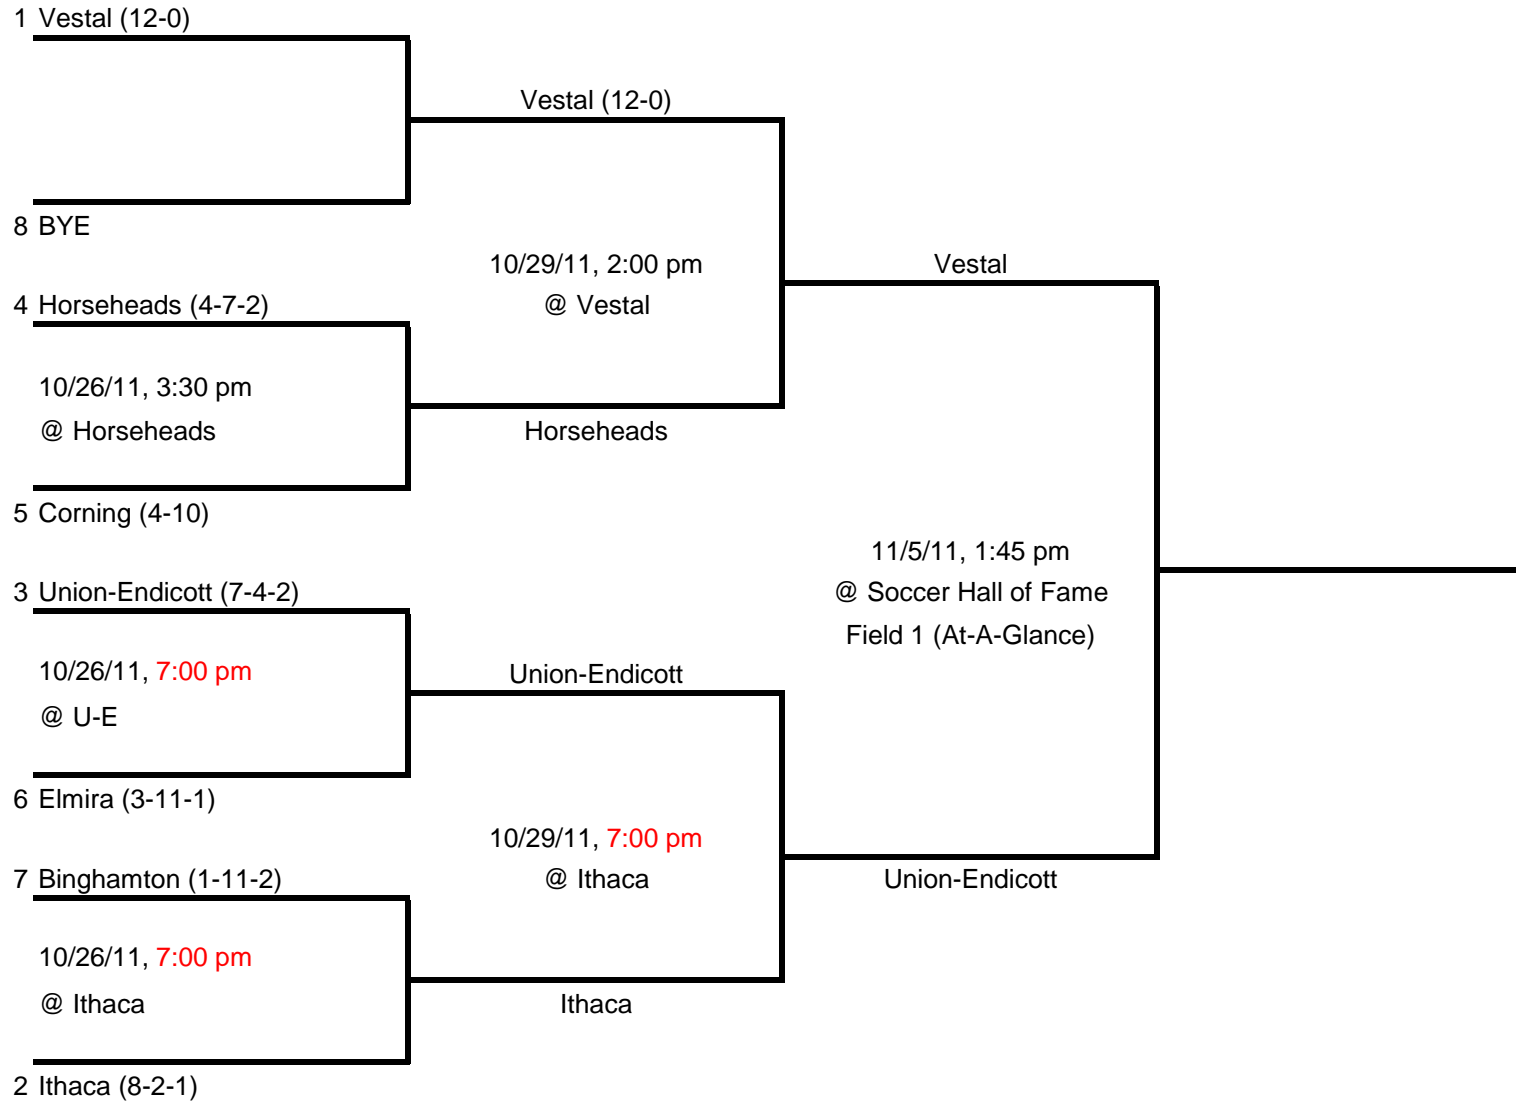 1 Vestal (12-0)
Vestal (12-0)
8 BYE
10/29/11, 2:00 pm
@ Vestal
Vestal
4 Horseheads (4-7-2)
10/26/11, 3:30 pm
@ Horseheads
Horseheads
5 Corning (4-10)
11/5/11, 1:45 pm
@ Soccer Hall of Fame
Field 1 (At-A-Glance)
3 Union-Endicott (7-4-2)
10/26/11, 7:00 pm
@ U-E
Union-Endicott
6 Elmira (3-11-1)
10/29/11, 7:00 pm
@ Ithaca
Union-Endicott
7 Binghamton (1-11-2)
10/26/11, 7:00 pm
@ Ithaca
Ithaca
2 Ithaca (8-2-1)